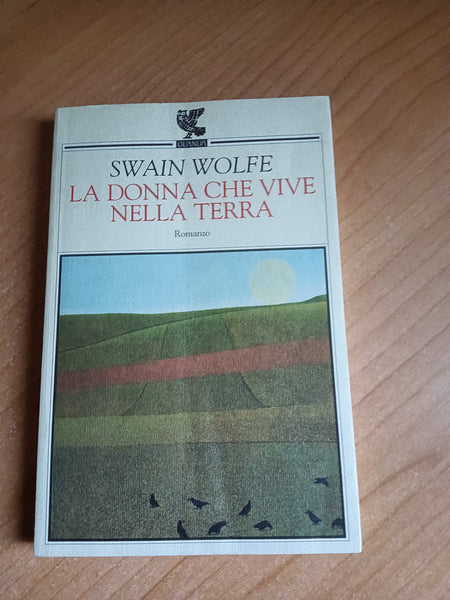 GUANDA
SWAIN WOLFE
LA DONNA CHE VIVE
NELLA TERRA
Romanzo